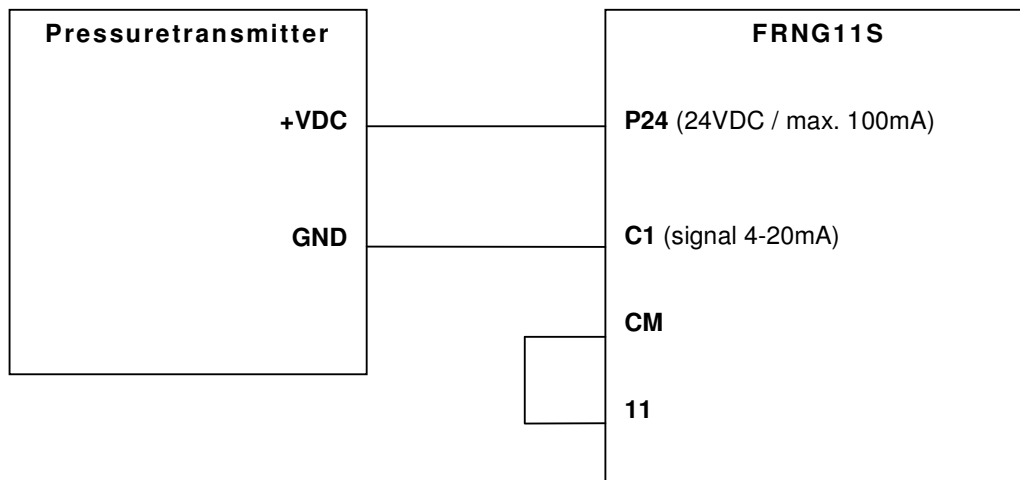 Pressuretransmitter
FRNG11S
+VDC
P24 (24VDC / max. 100mA)
GND
C1 (signal 4-20mA)
CM
11